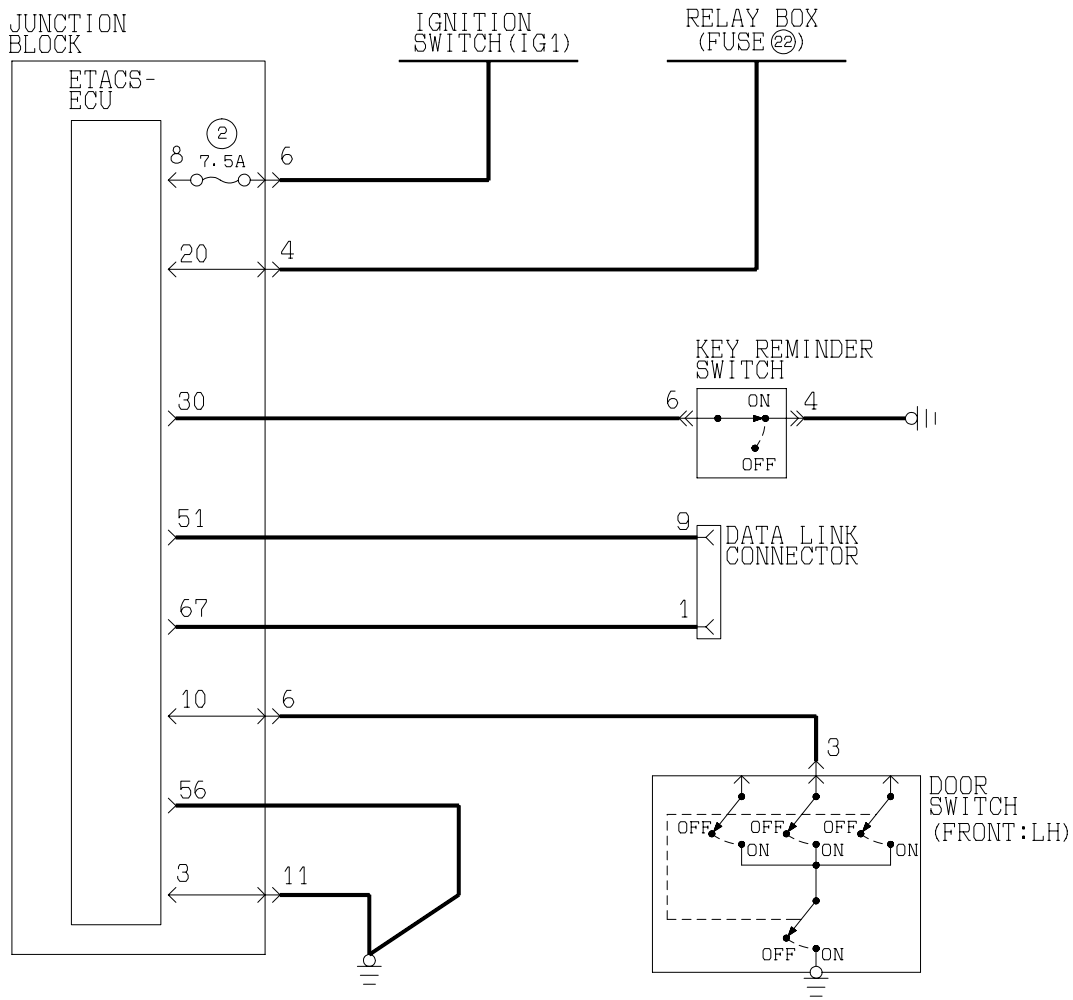 JUNCTION
BLOCK
IGNITION
SWITCH(IG1)
RELAY BOX
(FUSE 22)
ETACS-
ECU
2
8
7.5A
6
20
4
KEY REMINDER
SWITCH
30
6
ON
4
OFF
51
9
DATA LINK
CONNECTOR
67
1
10
6
3
56
DOOR
SWITCH
(FRONT:LH)
OFF
OFF
OFF
ON
ON
ON
3
11
OFF
ON